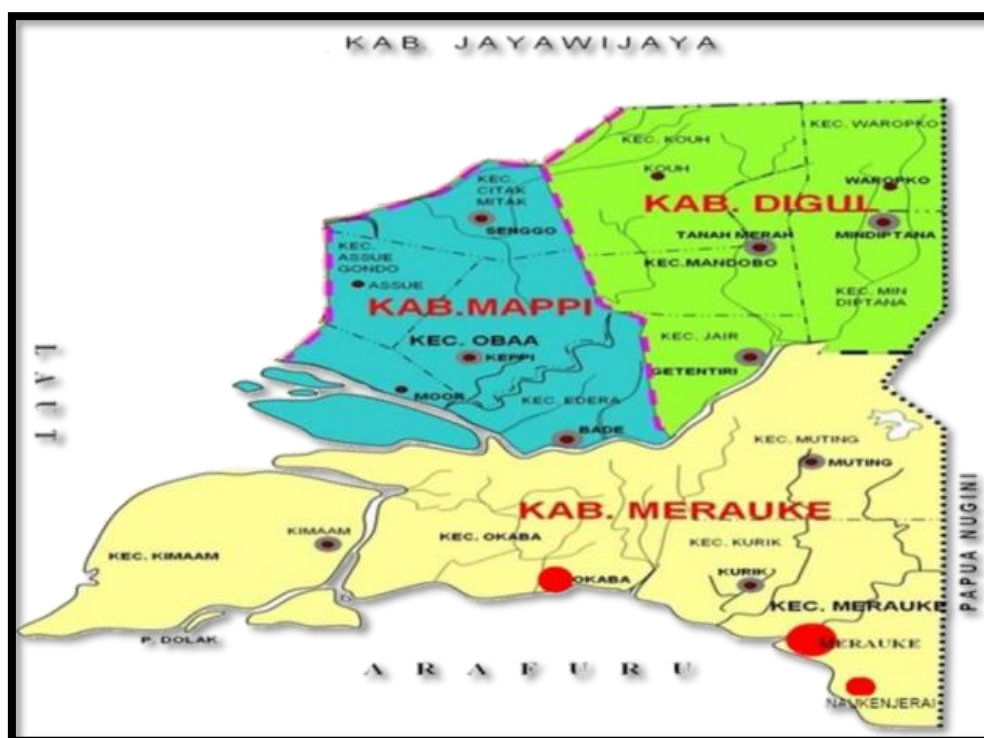 KAB. JAYAWIJAYA
KEC. WAROPKO
KEC. KOUH
KOUH
WAROPKO
KEC.
CITAK
MITAK
SENGGO
KAB. DIGUL
TANAH MERAH
MINDIPTANA
KEC.MANDOBO
KEC.
ASSUE
GONDO
ASSUE
KEC. MIN
DIPTANA
KAB.MAPPI
KEC. OBAA
KEPPI
KEC. JAIR
GETENTIRI
MOOR
KEC. EDERA
BADE
LAUT
KEC. MUTING
MUTING
KAB. MERAUKE
KIMAAM
KEC. KIMAAM
KEC. OKABA
KEC. KURIK
OKABA
KURIK
KEC. MERAUKE
PAPUA NUGINI
P. DOLAK
MERAUKE
ARAFURU
NAUKENJERAI